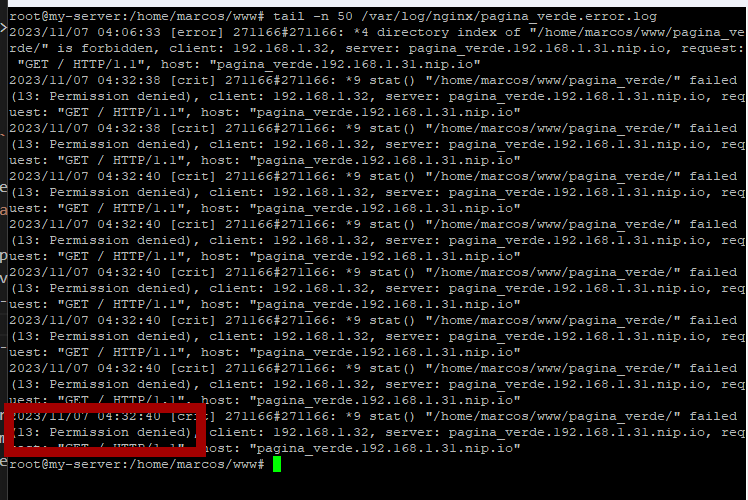 root@my-server:/home/marcos/www# tail -n 50 /var/log/nginx/pagina_verde.error.log
2023/11/07 04:06:33 [error] 271166#271166: *4 directory index of "/home/marcos/www/pagina_ve
rde/" is forbidden, client: 192.168.1.32, server: pagina_verde.192.168.1.31.nip.io, request:
"GET / HTTP/1.1", host: "pagina_verde.192.168.1.31.nip.io"
2023/11/07 04:32:38 [crit] 271166#271166: *9 stat() "/home/marcos/www/pagina_verde/" failed
(13: Permission denied), client: 192.168.1.32, server: pagina_verde.192.168.1.31.nip.io, req
uest: "GET / HTTP/1.1", host: "pagina_verde.192.168.1.31.nip.io"
2023/11/07 04:32:38 [crit] 271166#271166: *9 stat() "/home/marcos/www/pagina_verde/" failed
(13: Permission denied), client: 192.168.1.32, server: pagina_verde.192.168.1.31.nip.io, req
uest: "GET / HTTP/1.1", host: "pagina_verde.192.168.1.31.nip.io"
2023/11/07 04:32:40 [crit] 271166#271166: *9 stat() "/home/marcos/www/pagina_verde/" failed
(13: Permission denied), client: 192.168.1.32, server: pagina_verde.192.168.1.31.nip.io, req
uest: "GET / HTTP/1.1", host: "pagina_verde.192.168.1.31.nip.io"
2023/11/07 04:32:40 [crit] 271166#271166: *9 stat() "/home/marcos/www/pagina_verde/" failed
(13: Permission denied), client: 192.168.1.32, server: pagina_verde.192.168.1.31.nip.io, req
uest: "GET / HTTP/1.1", host: "pagina_verde.192.168.1.31.nip.io"
2023/11/07 04:32:40 [crit] 271166#271166: *9 stat() "/home/marcos/www/pagina_verde/" failed
(13: Permission denied), client: 192.168.1.32, server: pagina_verde.192.168.1.31.nip.io, req
uest: "GET / HTTP/1.1", host: "pagina_verde.192.168.1.31.nip.io"
2023/11/07 04:32:40 [crit] 271166#271166: *9 stat() "/home/marcos/www/pagina_verde/" failed
(13: Permission denied), client: 192.168.1.32, server: pagina_verde.192.168.1.31.nip.io, req
uest: "GET / HTTP/1.1", host: "pagina_verde.192.168.1.31.nip.io"
2023/11/07 04:32:40 [crit] 271166#271166: *9 stat() "/home/marcos/www/pagina_verde/" failed
(13: Permission denied), client: 192.168.1.32, server: pagina_verde.192.168.1.31.nip.io, req
uest: "GET / HTTP/1.1", host: "pagina_verde.192.168.1.31.nip.io"
2023/11/07 04:32:40 [crit] 271166#271166: *9 stat() "/home/marcos/www/pagina_verde/" failed
(13: Permission denied), client: 192.168.1.32, server: pagina_verde.192.168.1.31.nip.io, req
uest: "GET / HTTP/1.1", host: "pagina_verde.192.168.1.31.nip.io"
root@my-server:/home/marcos/www#